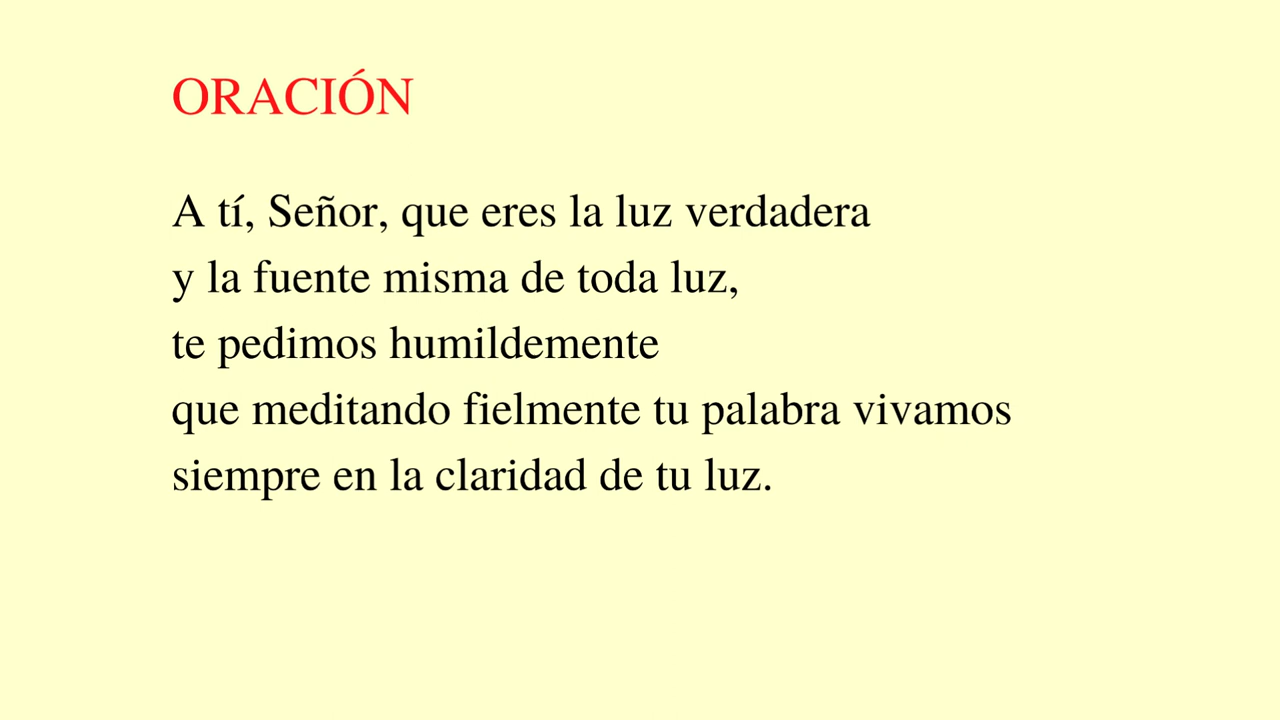 ORACIÓN
A tí, Señor, que eres la luz verdadera
y la fuente misma de toda luz,
te pedimos humildemente
que meditando fielmente tu palabra vivamos
siempre en la claridad de tu luz.